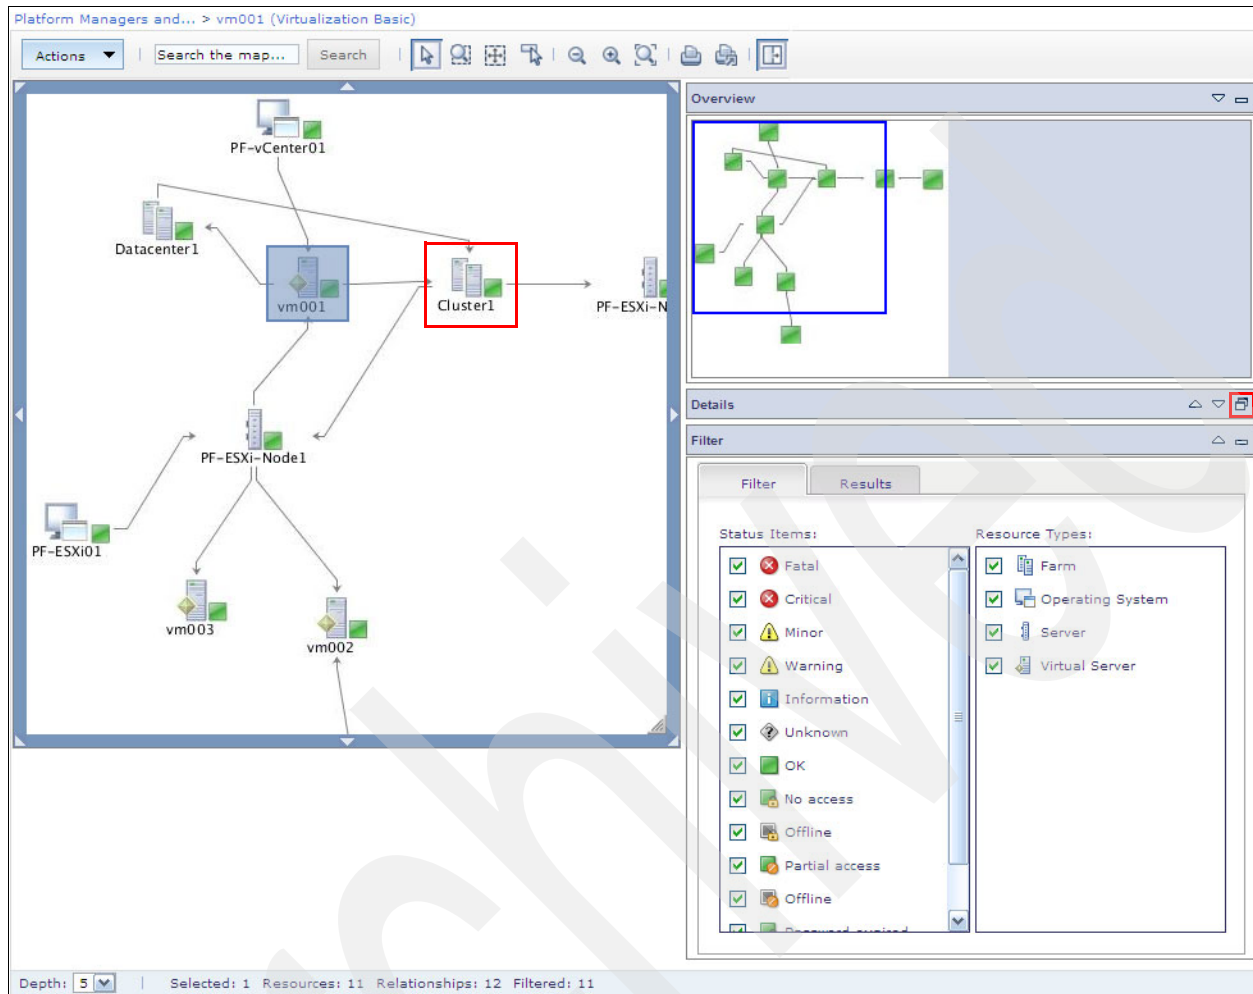 Platform Managers and... > vm001 (Virtualization Basic)
Actions Search the map... Search
Overview
PF-vCenter01
Datacenter1
vm001
Cluster1
PF-ESXi-N
Details
Filter
PF-ESXi-Node1
Filter Results
PF-ESXi01
Status Items: Resource Types:
Fatal Farm
Critical Operating System
Minor Server
Warning Virtual Server
Information
Unknown
OK
No access
Offline
Partial access
Offline
Password expired
vm003
vm002
Depth: 5 Selected: 1 Resources: 11 Relationships: 12 Filtered: 11